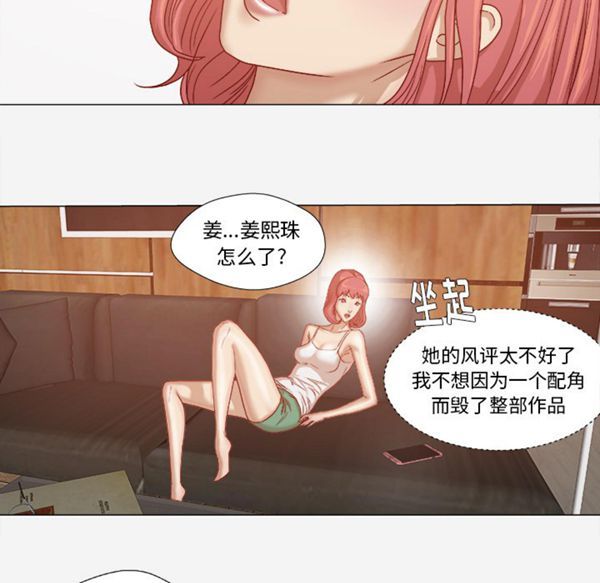 姜...姜熙珠
怎么了?
坐起
她的风评太不好了
我不想因为一个配角
而毁了整部作品